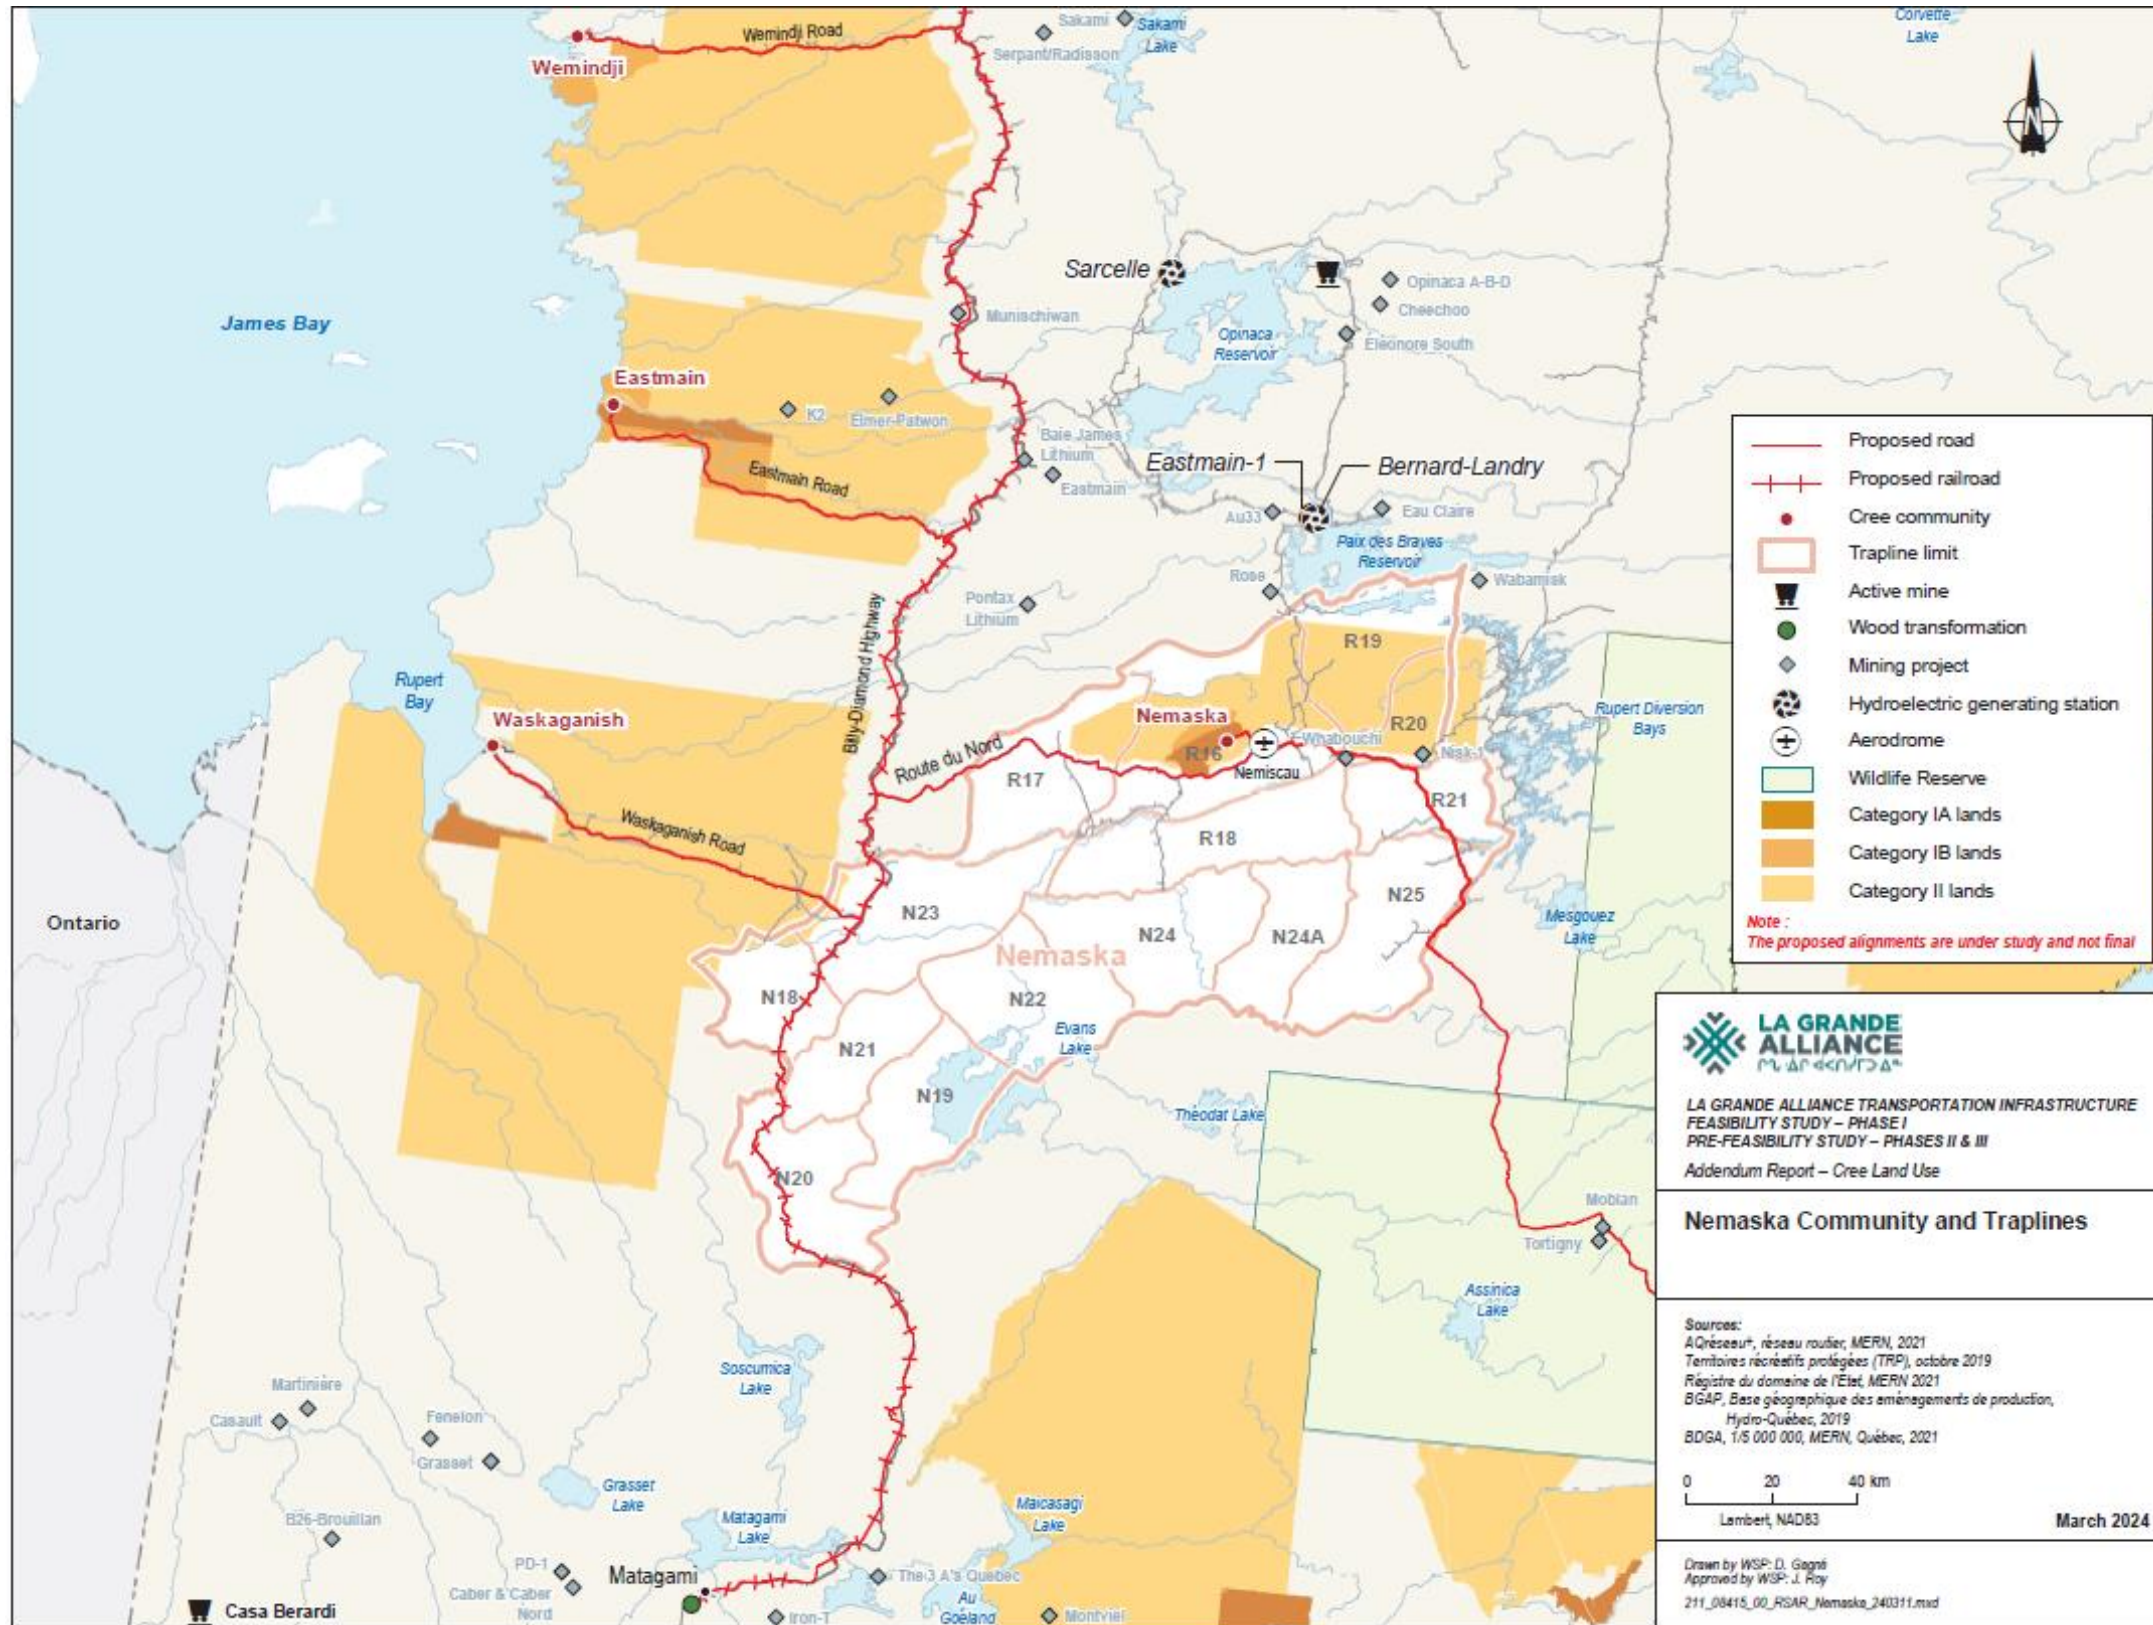 Wemindji Road
Sakami
Sakami
Lake
Corvette
Lake
Serpant/Radisson
Wemindji
N
Sarcelle
Opinaca A-B-D
Cheechoo
James Bay
Munischiwan
Opinaca
Reservoir
Eleonore South
Eastmain
K2
Elmer-Patwon
Baie James
Lithium
Eastmain-1
Bernard-Landry
Eastmain Road
Eastmain
Au33
Eau Claire
Paix des Braves
Reservoir
Rose
Wabamisk
Pontax
Lithium
Billy-Diamond Highway
R19
Rupert
Bay
Waskaganish
Nemaska
R20
Rupert Diversion
Bays
Route du Nord
R16
Whabouchi
Nisk-1
Nemiscau
R17
R21
Waskaganish Road
R18
N25
N23
Ontario
N24
N24A
Mesgouez
Lake
Nemaska
N18
N22
Evans
Lake
N21
N19
Théodat Lake
N20
Moblan
Tortigny
Assinica
Lake
Soscumica
Lake
Martinière
Casault
Fenelon
Grasset
Grasset
Lake
Matagami
Lake
Maicasagi
Lake
B26-Brouillan
PD-1
Matagami
The 3 A's Quebec
Caber & Caber
Nord
Au
Goéland
Casa Berardi
Iron-T
Montviel
Proposed road
Proposed railroad
Cree community
Trapline limit
Active mine
Wood transformation
Mining project
Hydroelectric generating station
Aerodrome
Wildlife Reserve
Category IA lands
Category IB lands
Category II lands
Note :
The proposed alignments are under study and not final
LA GRANDE
ALLIANCE
LA GRANDE ALLIANCE TRANSPORTATION INFRASTRUCTURE
FEASIBILITY STUDY – PHASE I
PRE-FEASIBILITY STUDY – PHASES II & III
Addendum Report – Cree Land Use
Nemaska Community and Traplines
Sources:
AQréseau+, réseau routier, MERN, 2021
Territoires récréatifs protégées (TRP), octobre 2019
Régistre du domaine de l'État, MERN 2021
BGAP, Base géographique des aménagements de production,
Hydro-Québec, 2019
BDGA, 1/5 000 000, MERN, Québec, 2021
0 20 40 km
Lambert, NAD83
March 2024
Drawn by WSP: D. Gagné
Approved by WSP: J. Roy
211_08415_00_RSAR_Nemaska_240311.mxd